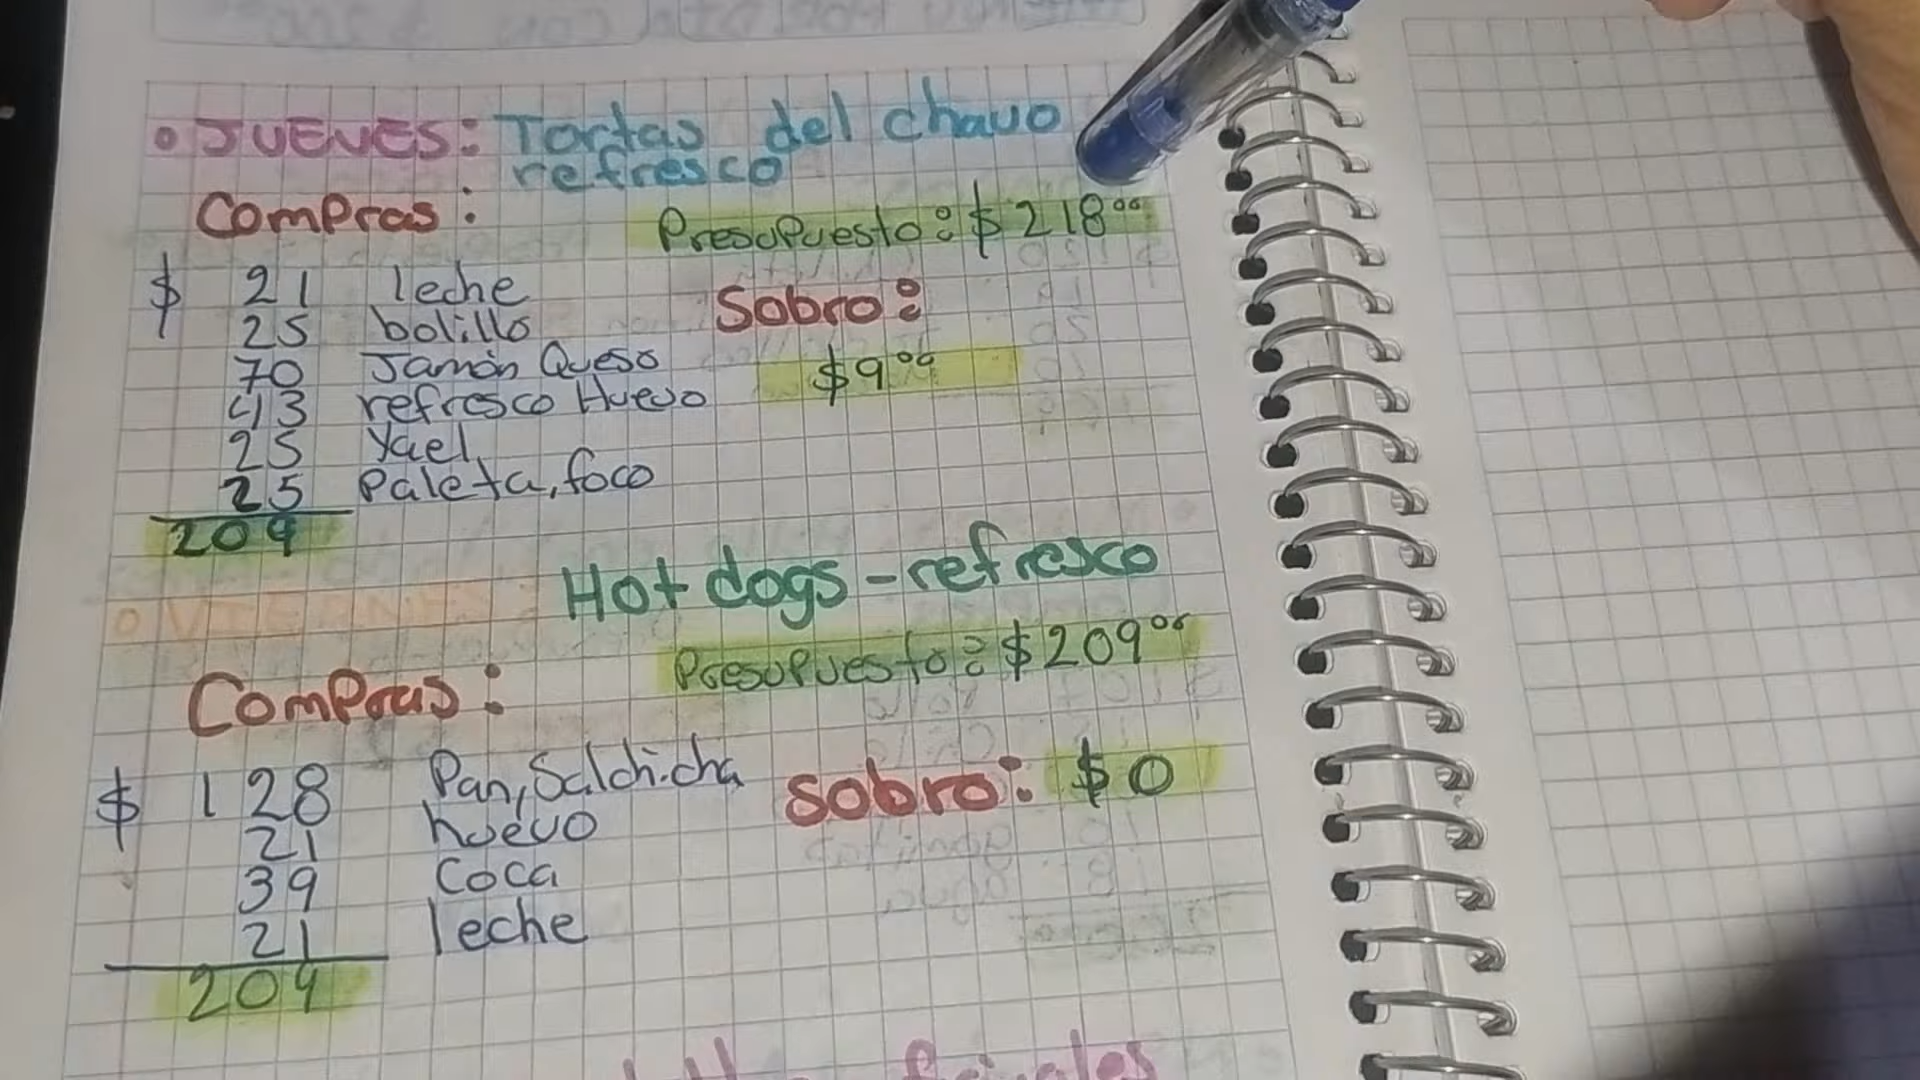 • JUEVES: Tortas del chavo
refresco
Compras:
Presupuesto: $218⁰⁰
$ 21 leche
25 bolillo
70 Jamón Queso
43 refresco Huevo
25 Yael,
25 Paleta, foco
209
Sobro:
$9⁰⁰
• VIERNES: Hot dogs - refresco
Presupuesto: $209⁰⁰
Compras:
$ 128 Pan, Salchicha
21 huevo
39 Coca
21 leche
209
Sobro: $0